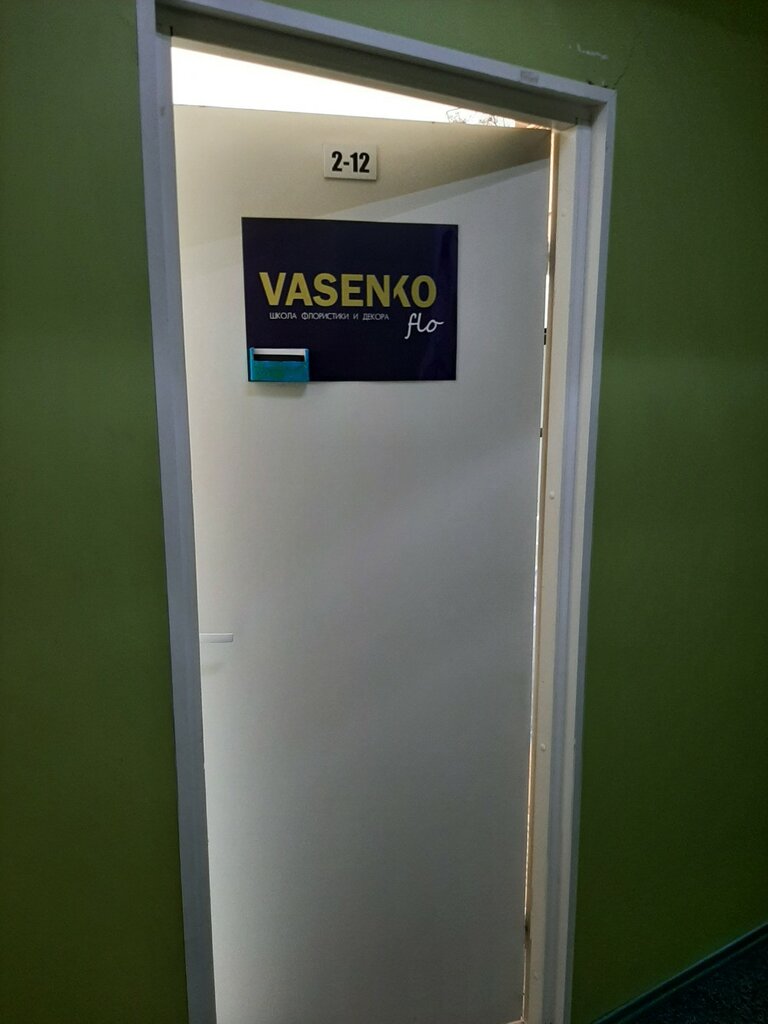 2-12
VASENKO
ШКОЛА ФЛОРИСТИКИ И ДЕКОРА
flo